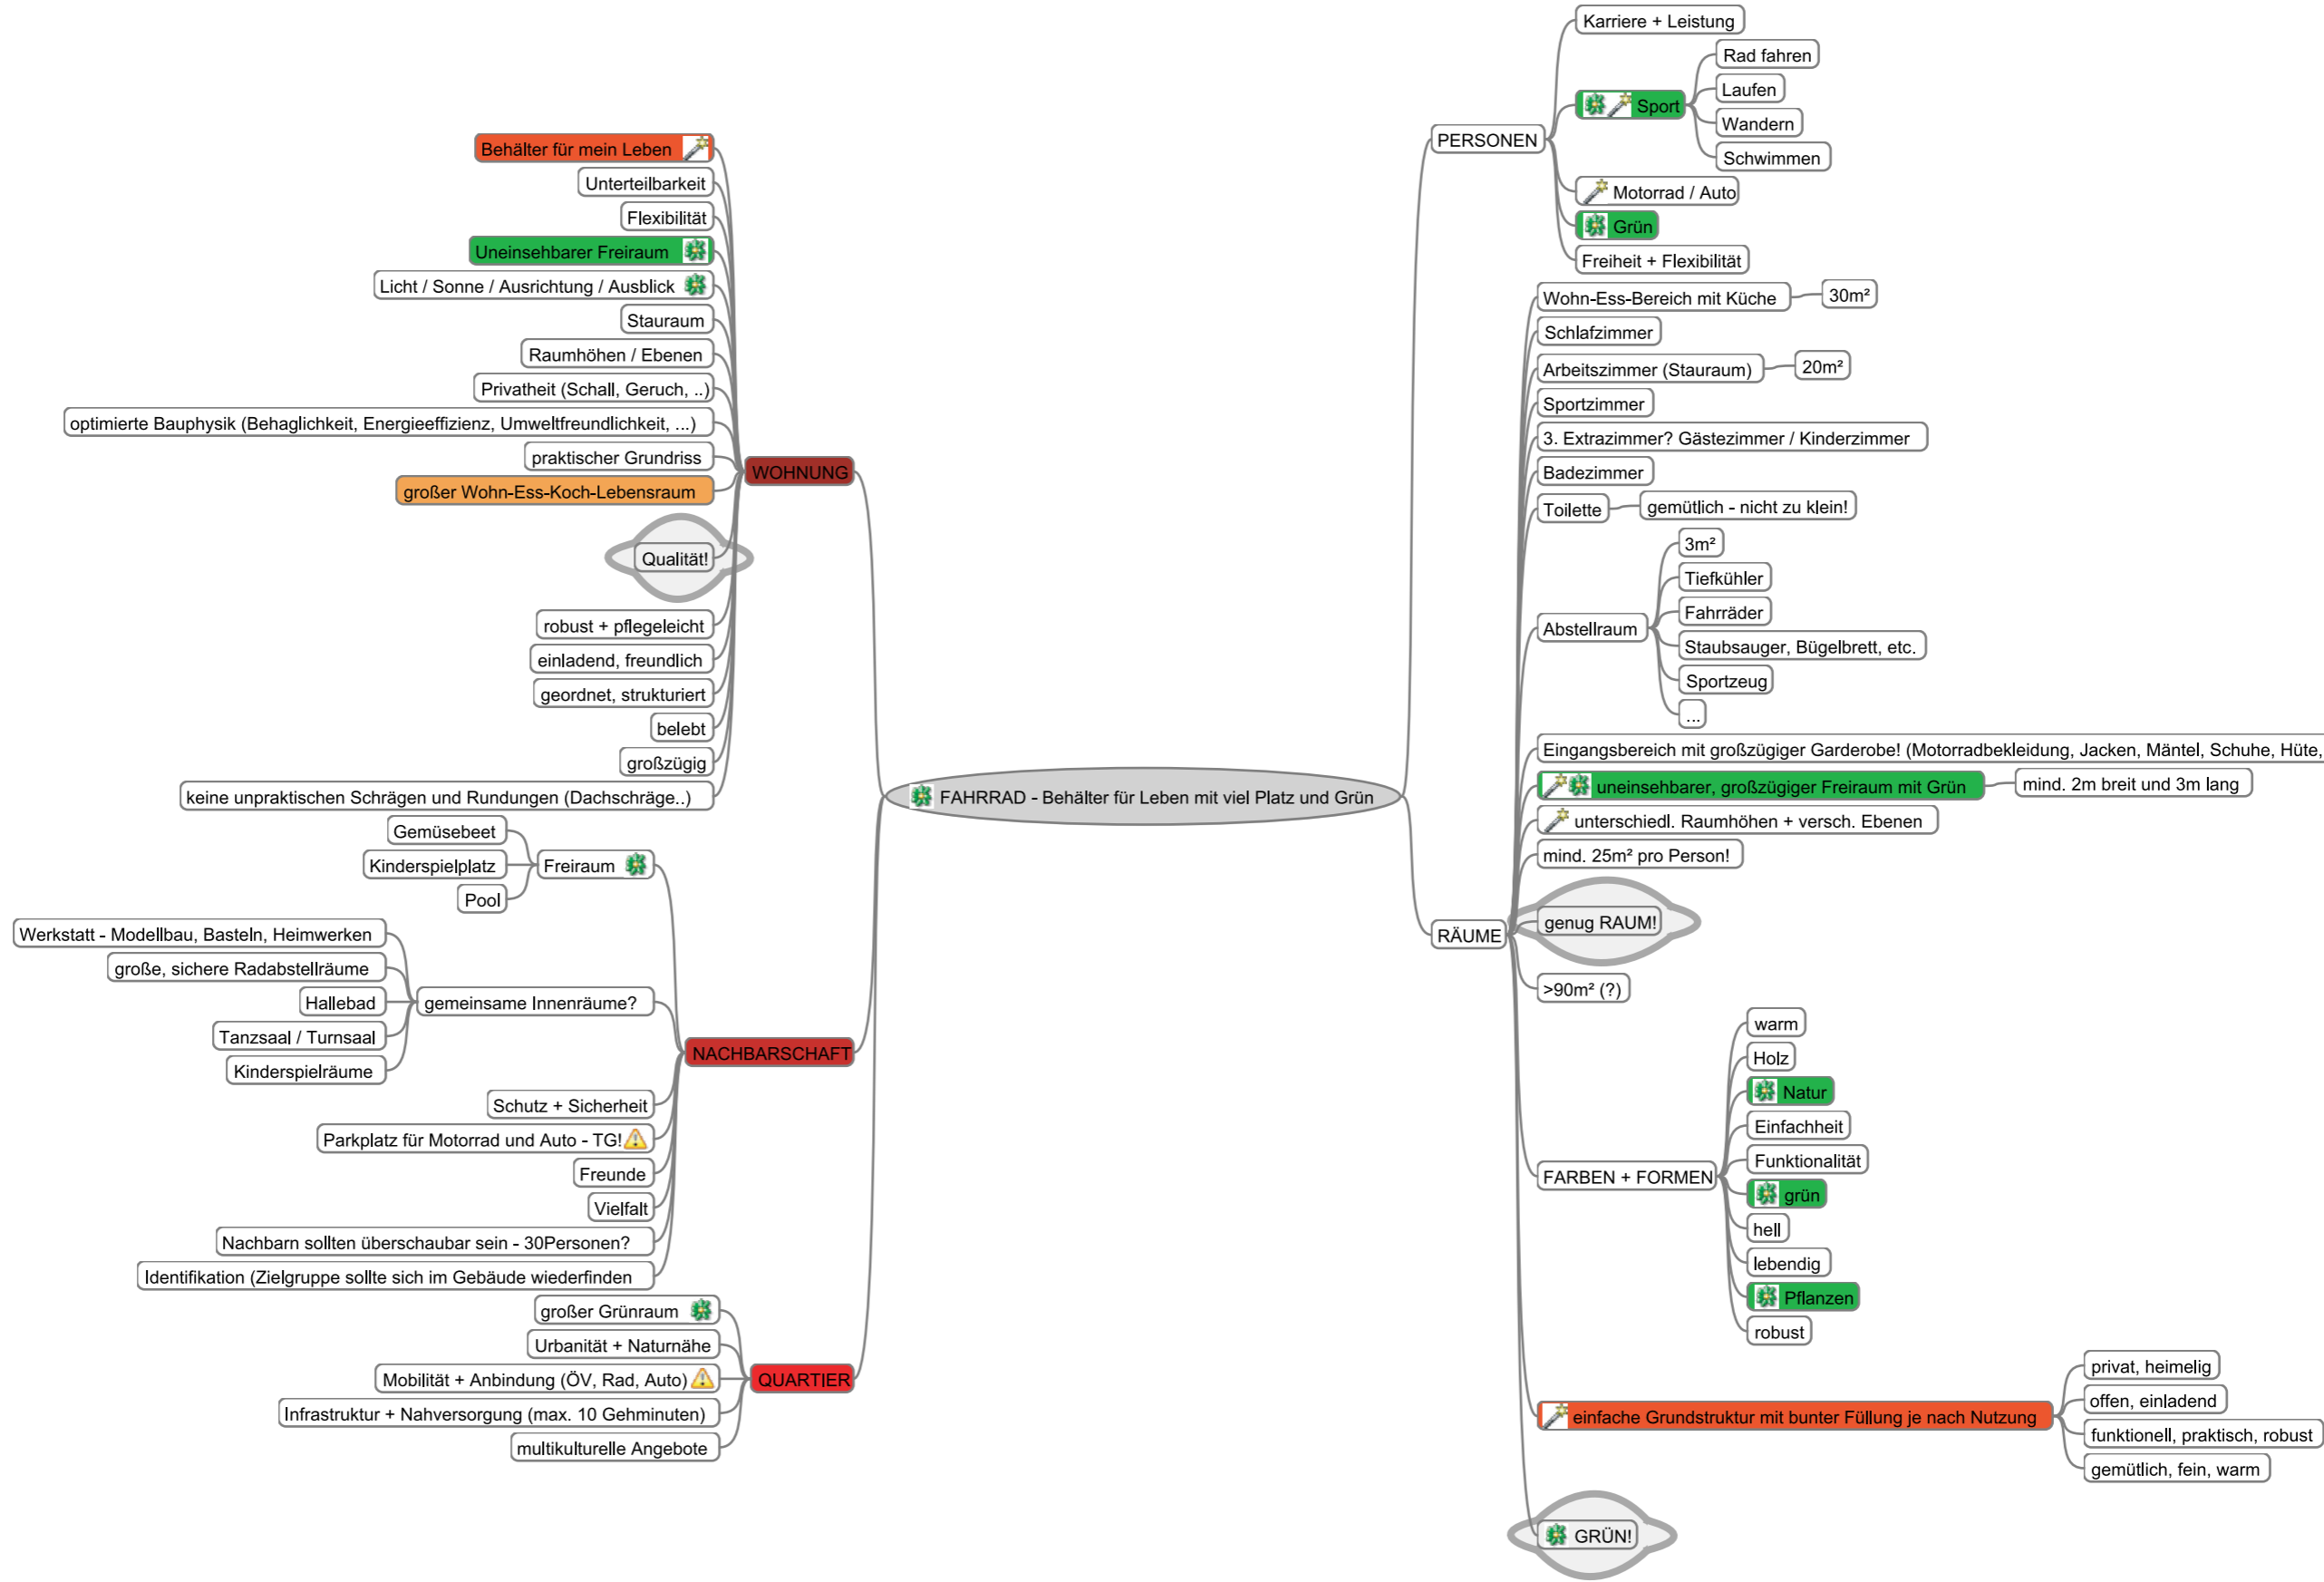 FAHRRAD - Behälter für Leben mit viel Platz und Grün
WOHNUNG
Behälter für mein Leben
Unterteilbarkeit
Flexibilität
Uneinsehbarer Freiraum
Licht / Sonne / Ausrichtung / Ausblick
Stauraum
Raumhöhen / Ebenen
Privatheit (Schall, Geruch, ..)
optimierte Bauphysik (Behaglichkeit, Energieeffizienz, Umweltfreundlichkeit, ...)
praktischer Grundriss
großer Wohn-Ess-Koch-Lebensraum
Qualität!
robust + pflegeleicht
einladend, freundlich
geordnet, strukturiert
belebt
großzügig
keine unpraktischen Schrägen und Rundungen (Dachschräge..)
NACHBARSCHAFT
Freiraum
Gemüsebeet
Kinderspielplatz
Pool
gemeinsame Innenräume?
Werkstatt - Modellbau, Basteln, Heimwerken
große, sichere Radabstellräume
Hallebad
Tanzsaal / Turnsaal
Kinderspielräume
Schutz + Sicherheit
Parkplatz für Motorrad und Auto - TG!
Freunde
Vielfalt
Nachbarn sollten überschaubar sein - 30Personen?
Identifikation (Zielgruppe sollte sich im Gebäude wiederfinden
QUARTIER
großer Grünraum
Urbanität + Naturnähe
Mobilität + Anbindung (ÖV, Rad, Auto)
Infrastruktur + Nahversorgung (max. 10 Gehminuten)
multikulturelle Angebote
PERSONEN
Karriere + Leistung
Sport
Rad fahren
Laufen
Wandern
Schwimmen
Motorrad / Auto
Grün
Freiheit + Flexibilität
RÄUME
Wohn-Ess-Bereich mit Küche
30m²
Schlafzimmer
Arbeitszimmer (Stauraum)
20m²
Sportzimmer
3. Extrazimmer? Gästezimmer / Kinderzimmer
Badezimmer
Toilette
gemütlich - nicht zu klein!
Abstellraum
3m²
Tiefkühler
Fahrräder
Staubsauger, Bügelbrett, etc.
Sportzeug
...
Eingangsbereich mit großzügiger Garderobe! (Motorradbekleidung, Jacken, Mäntel, Schuhe, Hüte,
uneinsehbarer, großzügiger Freiraum mit Grün
mind. 2m breit und 3m lang
unterschiedl. Raumhöhen + versch. Ebenen
mind. 25m² pro Person!
genug RAUM!
>90m² (?)
FARBEN + FORMEN
warm
Holz
Natur
Einfachheit
Funktionalität
grün
hell
lebendig
Pflanzen
robust
einfache Grundstruktur mit bunter Füllung je nach Nutzung
privat, heimelig
offen, einladend
funktionell, praktisch, robust
gemütlich, fein, warm
GRÜN!